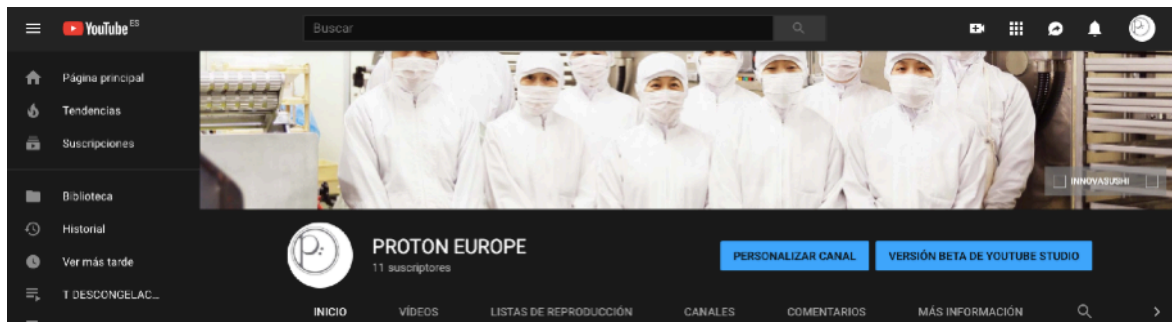 YouTube ES
Buscar
Página principal
Tendencias
Suscripciones
INNOVASUSHI
Biblioteca
Historial
Ver más tarde
T DESCONGELAC...
P:
PROTON EUROPE
11 suscriptores
PERSONALIZAR CANAL
VERSIÓN BETA DE YOUTUBE STUDIO
INICIO VÍDEOS LISTAS DE REPRODUCCIÓN CANALES COMENTARIOS MÁS INFORMACIÓN